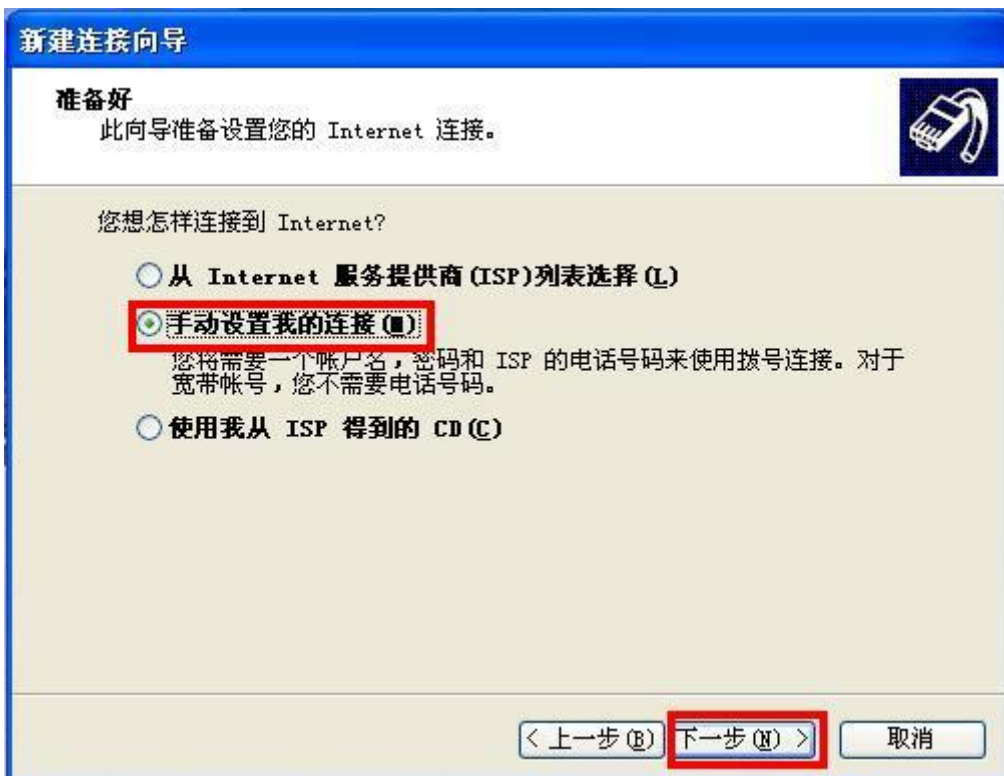 新建连接向导
准备好
此向导准备设置您的 Internet 连接。
您想怎样连接到 Internet?
从 Internet 服务提供商(ISP)列表选择(L)
手动设置我的连接(M)
您将需要一个帐户名，密码和 ISP 的电话号码来使用拨号连接。对于
宽带帐号，您不需要电话号码。
使用我从 ISP 得到的 CD(C)
< 上一步(B) 下一步(N) > 取消